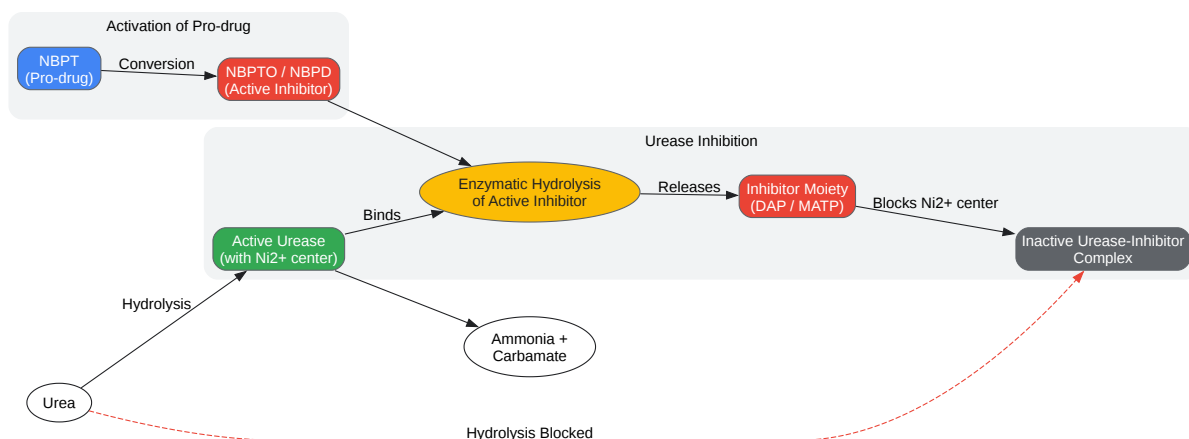 Activation of Pro-drug
NBPT
(Pro-drug)
Conversion
NBPTO / NBPD
(Active Inhibitor)
Urease Inhibition
Enzymatic Hydrolysis
of Active Inhibitor
Releases
Inhibitor Moiety
(DAP / MATP)
Blocks Ni2+ center
Binds
Active Urease
(with Ni2+ center)
Inactive Urease-Inhibitor
Complex
Hydrolysis
Ammonia +
Carbamate
Urea
Hydrolysis Blocked